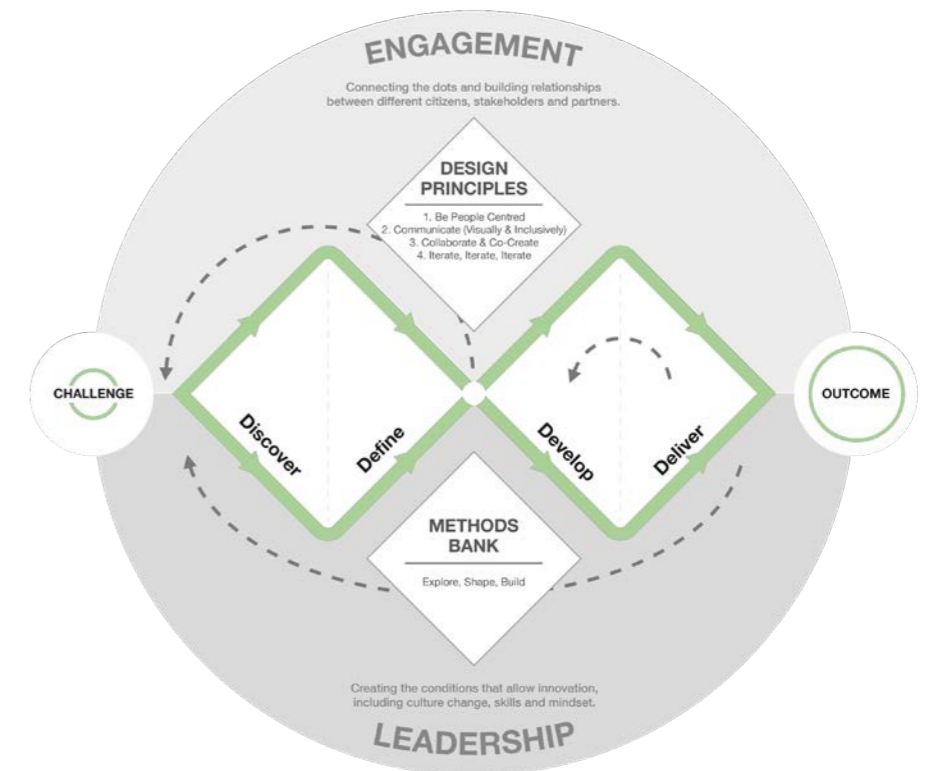 ENGAGEMENT
Connecting the dots and building relationships
between different citizens, stakeholders and partners.
DESIGN
PRINCIPLES
1. Be People Centred
2. Communicate (Visually & Inclusively)
3. Collaborate & Co-Create
4. Iterate, Iterate, Iterate
CHALLENGE
Discover
Define
Develop
Deliver
OUTCOME
METHODS
BANK
Explore, Shape, Build
Creating the conditions that allow innovation,
including culture change, skills and mindset.
LEADERSHIP